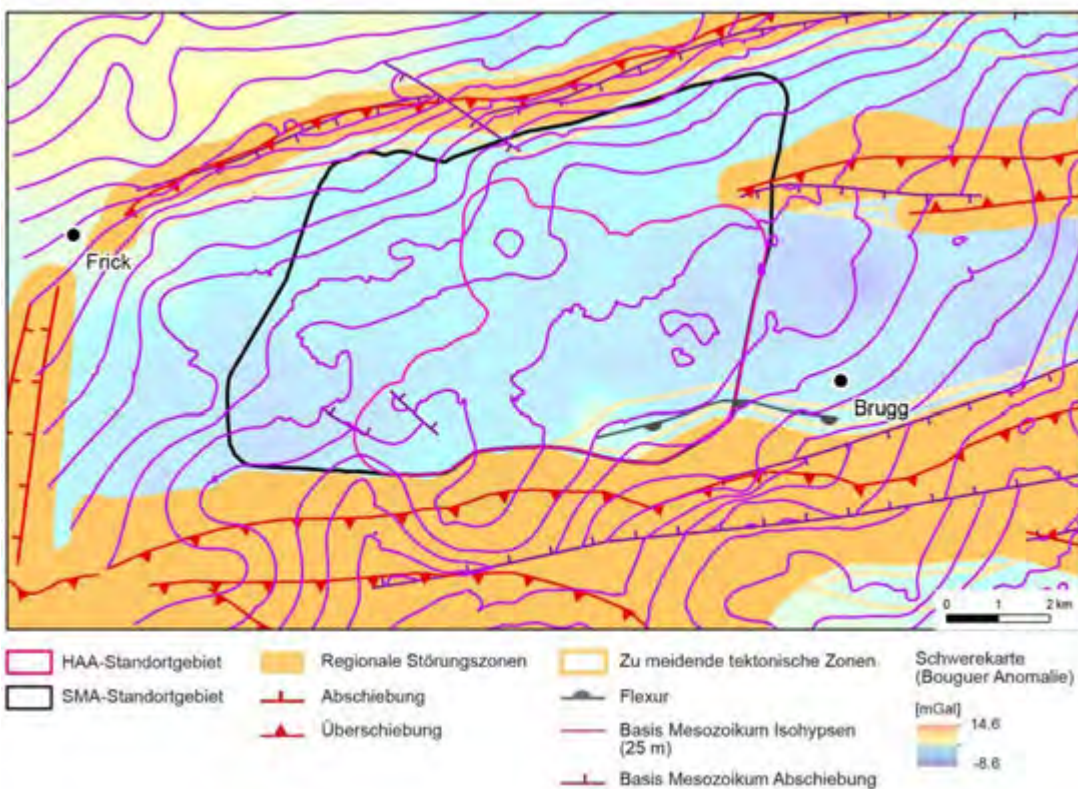 Frick
Brugg
0 1 2 km
HAA-Standortgebiet
SMA-Standortgebiet
Regionale Störungszonen
Abschiebung
Überschiebung
Zu meidende tektonische Zonen
Flexur
Basis Mesozoikum Isohypsen
(25 m)
Basis Mesozoikum Abschiebung
Schwerekarte
(Bouguer Anomalie)
[mGal]
14.6
-8.6